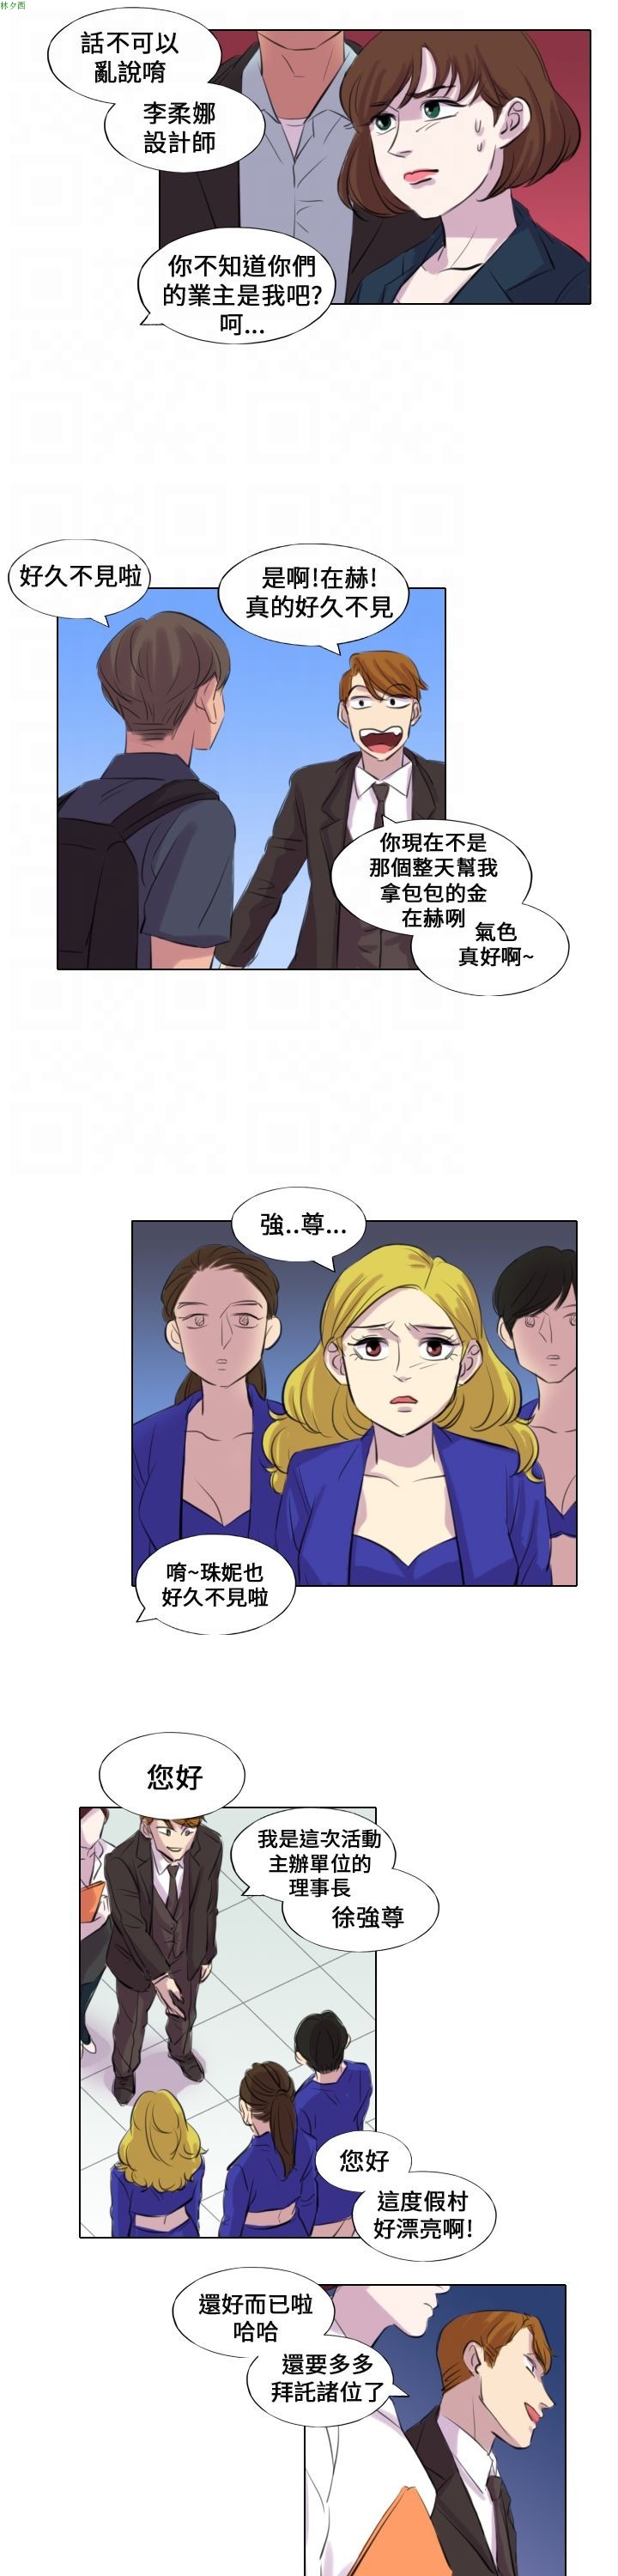 林夕西
話不可以
亂說唷
李柔娜
設計師
你不知道你們
的業主是我吧?
呵...
好久不見啦
是啊!在赫!
真的好久不見
你現在不是
那個整天幫我
拿包包的金
在赫咧
氣色
真好啊~
強..尊...
唷~珠妮也
好久不見啦
您好
我是這次活動
主辦單位的
理事長
徐強尊
您好
這度假村
好漂亮啊!
還好而已啦
哈哈
還要多多
拜託諸位了